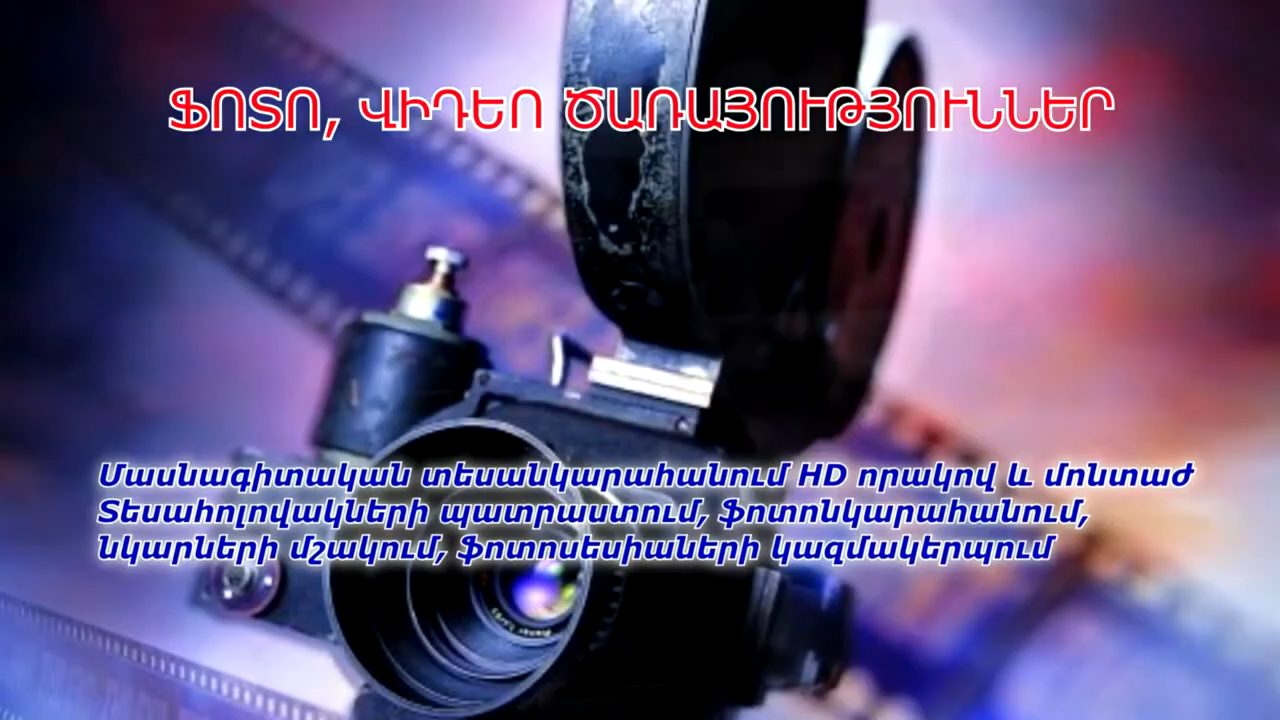 ՖՈՏՈ, ՎԻԴԵՈ ԾԱՌԱՅՈՒԹՅՈՒՆՆԵՐ
Մասնագիտական տեսանկարահանում HD որակով և մոնտաժ
Տեսահոլովակների պատրաստում, ֆոտոնկարահանում,
նկարների մշակում, ֆոտոսեսիաների կազմակերպում